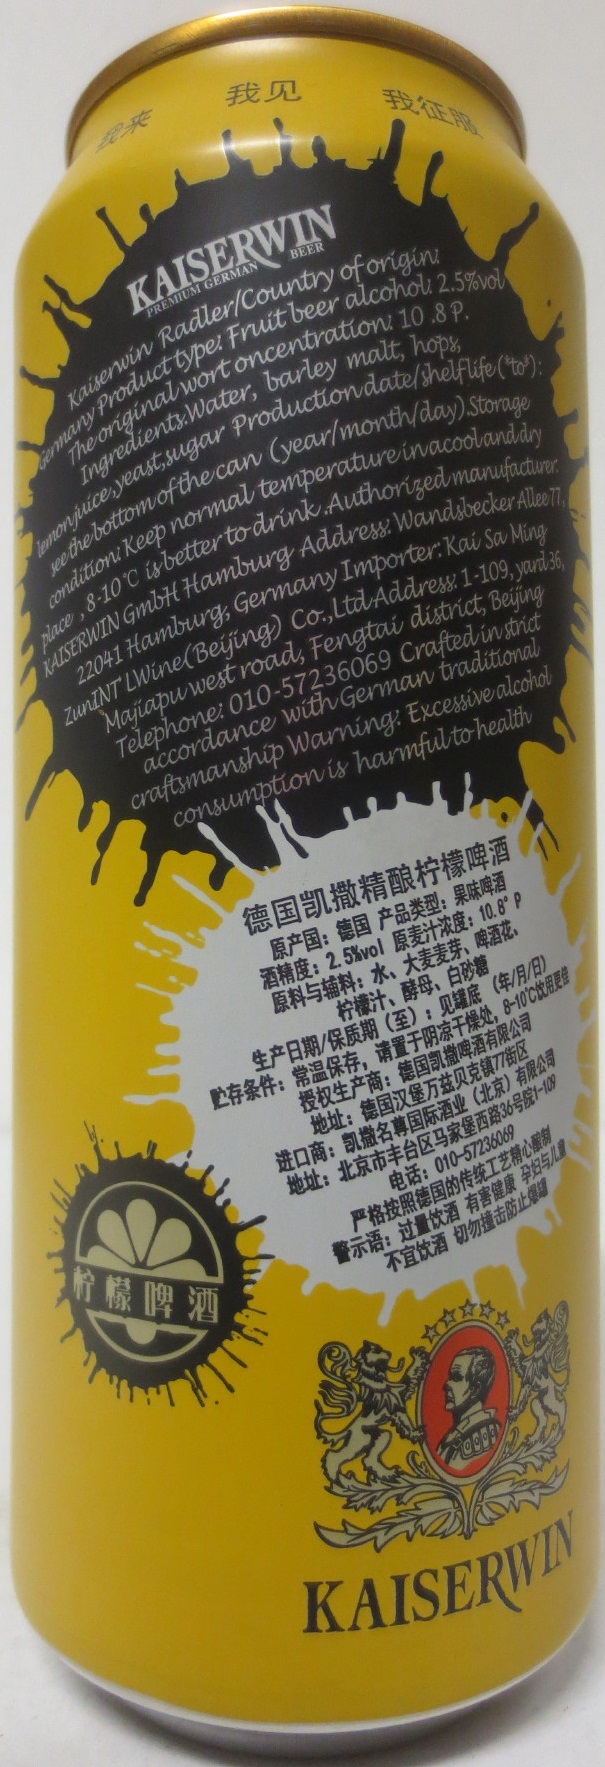 我来 我见 我征服
KAISERWIN
PREMIUM GERMAN BEER
Kaiserwin Radler/Country of origin:
Germany Product type: Fruit beer alcohol: 2.5%vol
The original wort oncentration: 10 .8 P.
Ingredients.Water, barley malt, hops,
lemonjuice,yeast,sugar Production date/shelflife("to"):
see the bottom of the can (year/month/day).Storage
condition: Keep normal temperature in a cool and dry
place , 8-10°C is better to drink .Authorized manufacturer:
KAISERWIN GmbH Hamburg Address: Wandsbecker Allee 77,
22041 Hamburg, Germany Importer: Kai Sa Ming
ZunINT'LWine(Beijing) Co.,Ltd Address: 1-109, yard 36,
Majiapu west road, Fengtai district, Beijing
Telephone: 010-57236069 Crafted in strict
accordance with German traditional
craftsmanship Warning: Excessive alcohol
consumption is harmful to health
德国凯撒精酿柠檬啤酒
原产国：德国 产品类型：果味啤酒
酒精度：2.5%vol 原麦汁浓度：10.8° P
原料与辅料：水、大麦麦芽、啤酒花、
柠檬汁、酵母、白砂糖
生产日期/保质期（至）：见罐底（年/月/日）
贮存条件：常温保存，请置于阴凉干燥处，8-10℃饮用更佳
授权生产商：德国凯撒啤酒有限公司
地址：德国汉堡万兹贝克镇77街区
进口商：凯撒名尊国际酒业（北京）有限公司
地址：北京市丰台区马家堡西路36号院1-109
电话：010-57236069
严格按照德国的传统工艺精心酿制
警示语：过量饮酒 有害健康 孕妇与儿童
不宜饮酒 切勿撞击防止爆罐
柠檬啤酒
KAISERWIN